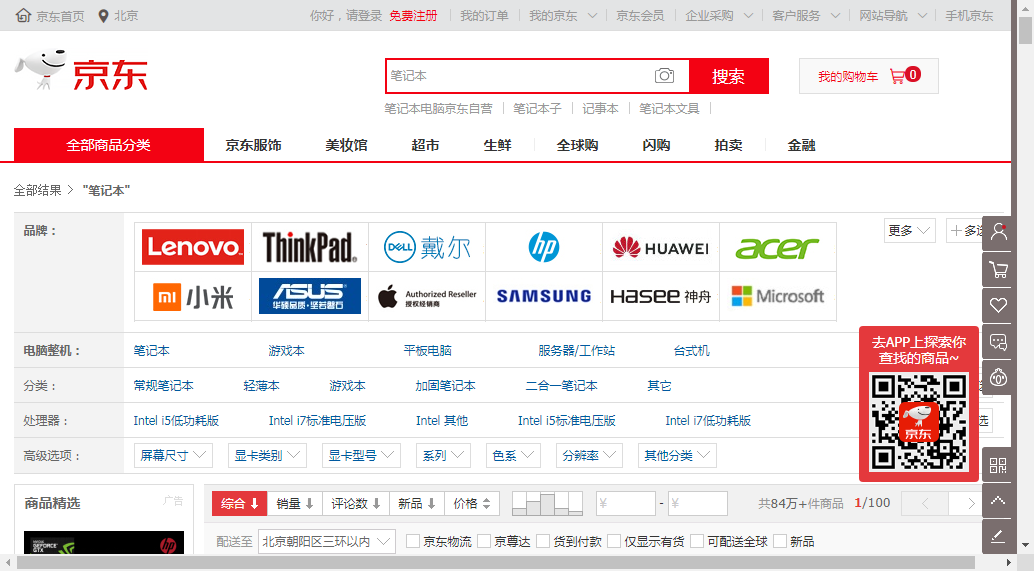 京东首页 北京 你好，请登录 免费注册 我的订单 我的京东 京东会员 企业采购 客户服务 网站导航 手机京东
京东
笔记本 搜索 我的购物车 0
笔记本电脑京东自营 笔记本子 记事本 笔记本文具
全部商品分类 京东服饰 美妆馆 超市 生鲜 全球购 闪购 拍卖 金融
全部结果 > "笔记本"
品牌： 更多 +多选
Lenovo ThinkPad DELL 戴尔 hp HUAWEI acer
MI 小米 ASUS 华硕品质·坚若磐石 Authorized Reseller 授权经销商 SAMSUNG HASEE 神舟 Microsoft
电脑整机： 笔记本 游戏本 平板电脑 服务器/工作站 台式机
去APP上探索你
查找的商品~
京东
分类： 常规笔记本 轻薄本 游戏本 加固笔记本 二合一笔记本 其它
处理器： Intel i5低功耗版 Intel i7标准电压版 Intel 其他 Intel i5标准电压版 Intel i7低功耗版 选
高级选项： 屏幕尺寸 显卡类别 显卡型号 系列 色系 分辨率 其他分类
商品精选 广告
综合 销量 评论数 新品 价格 ¥ - ¥ 共84万+件商品 1/100 < >
配送至 北京朝阳区三环以内 京东物流 京尊达 货到付款 仅显示有货 可配送全球 新品
GEFORCE
GTX
hp